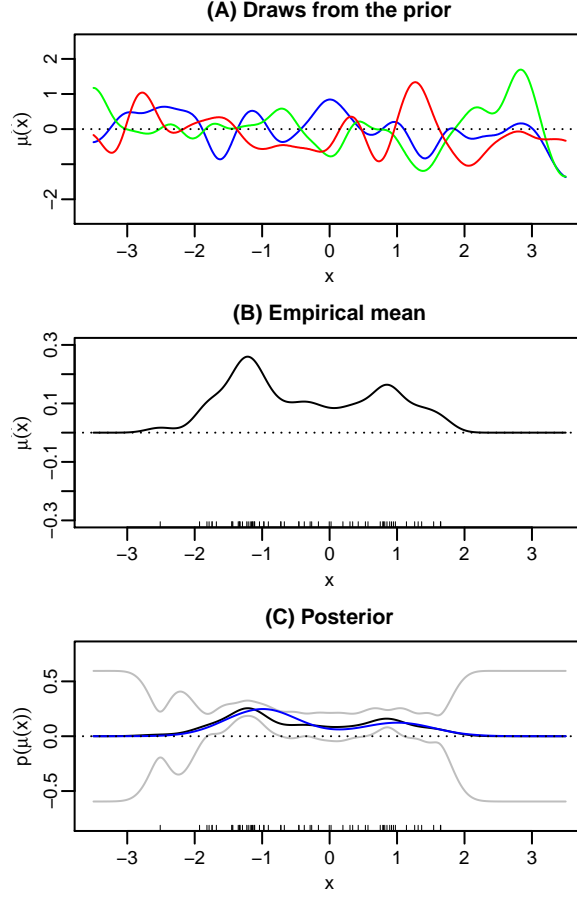 (A) Draws from the prior
μ(x)
2
1
0
−2
−3 −2 −1 0 1 2 3
x
(B) Empirical mean
μ(x)
0.3
0.1
−0.1
−0.3
−3 −2 −1 0 1 2 3
x
(C) Posterior
p(μ(x))
0.5
0.0
−0.5
−3 −2 −1 0 1 2 3
x